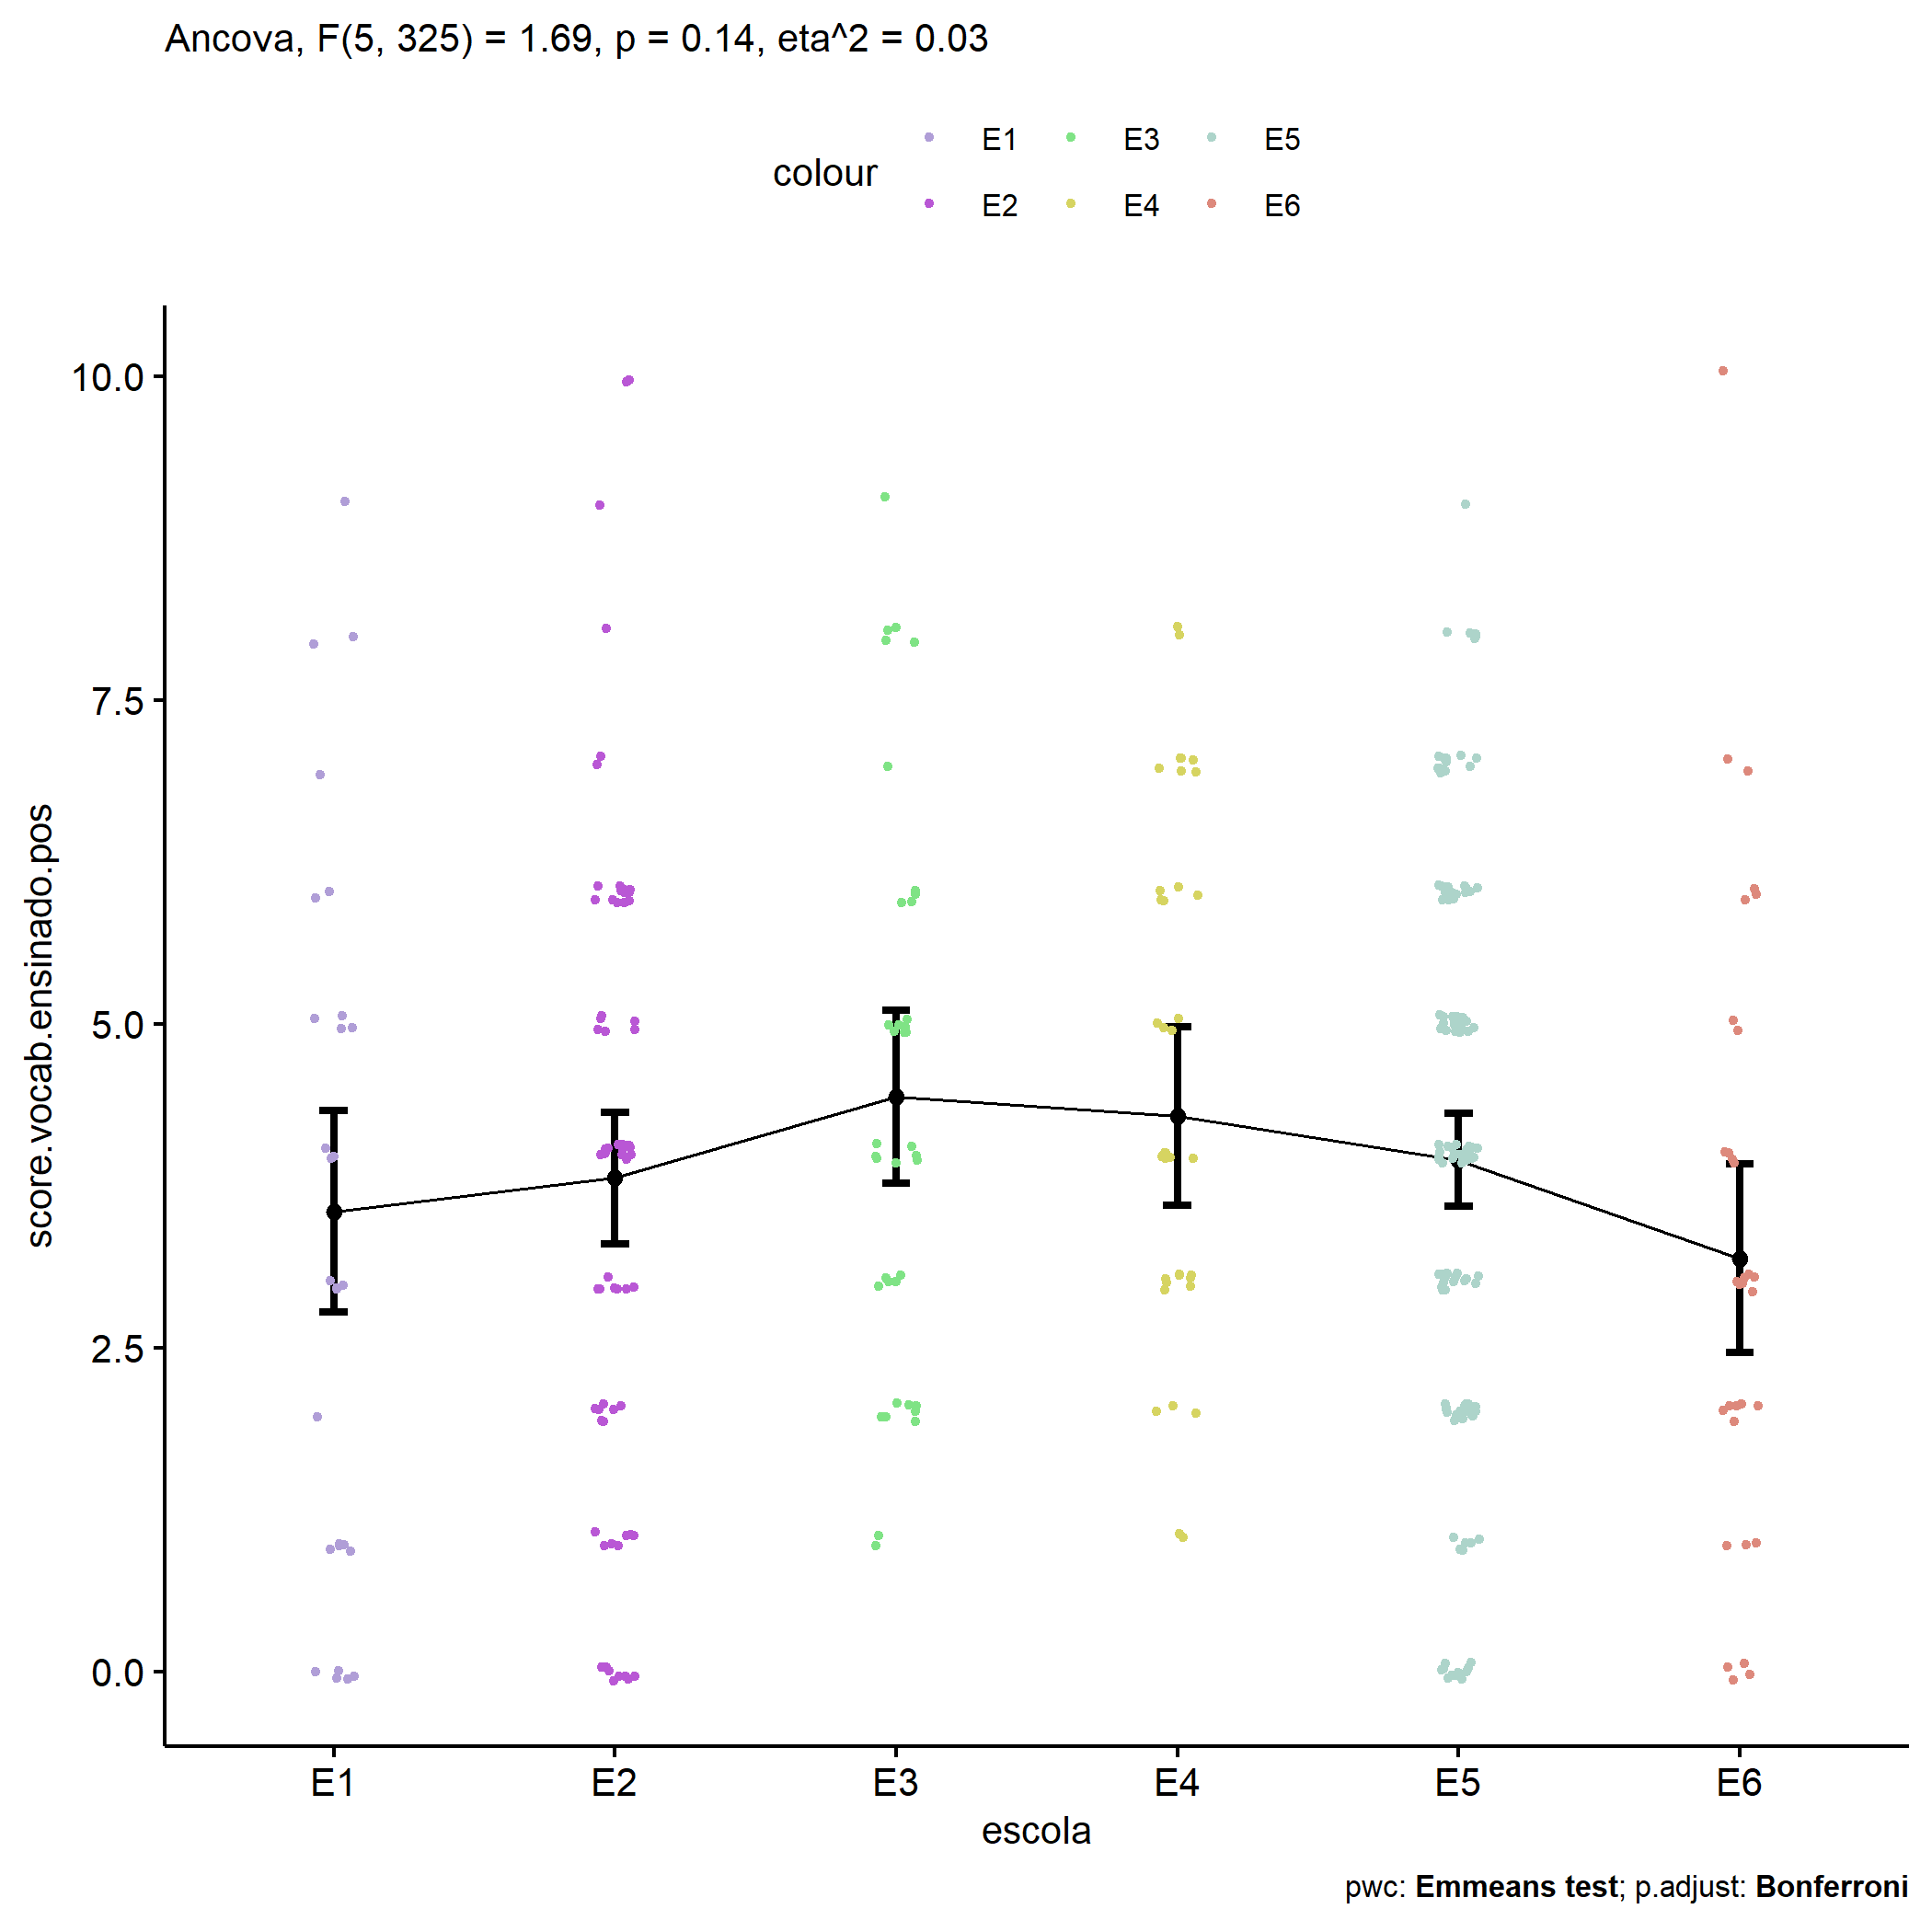 Ancova, F(5, 325) = 1.69, p = 0.14, eta^2 = 0.03
colour
E1 E3 E5
E2 E4 E6
score.vocab.ensinado.pos
10.0
7.5
5.0
2.5
0.0
E1 E2 E3 E4 E5 E6
escola
pwc: Emmeans test; p.adjust: Bonferroni